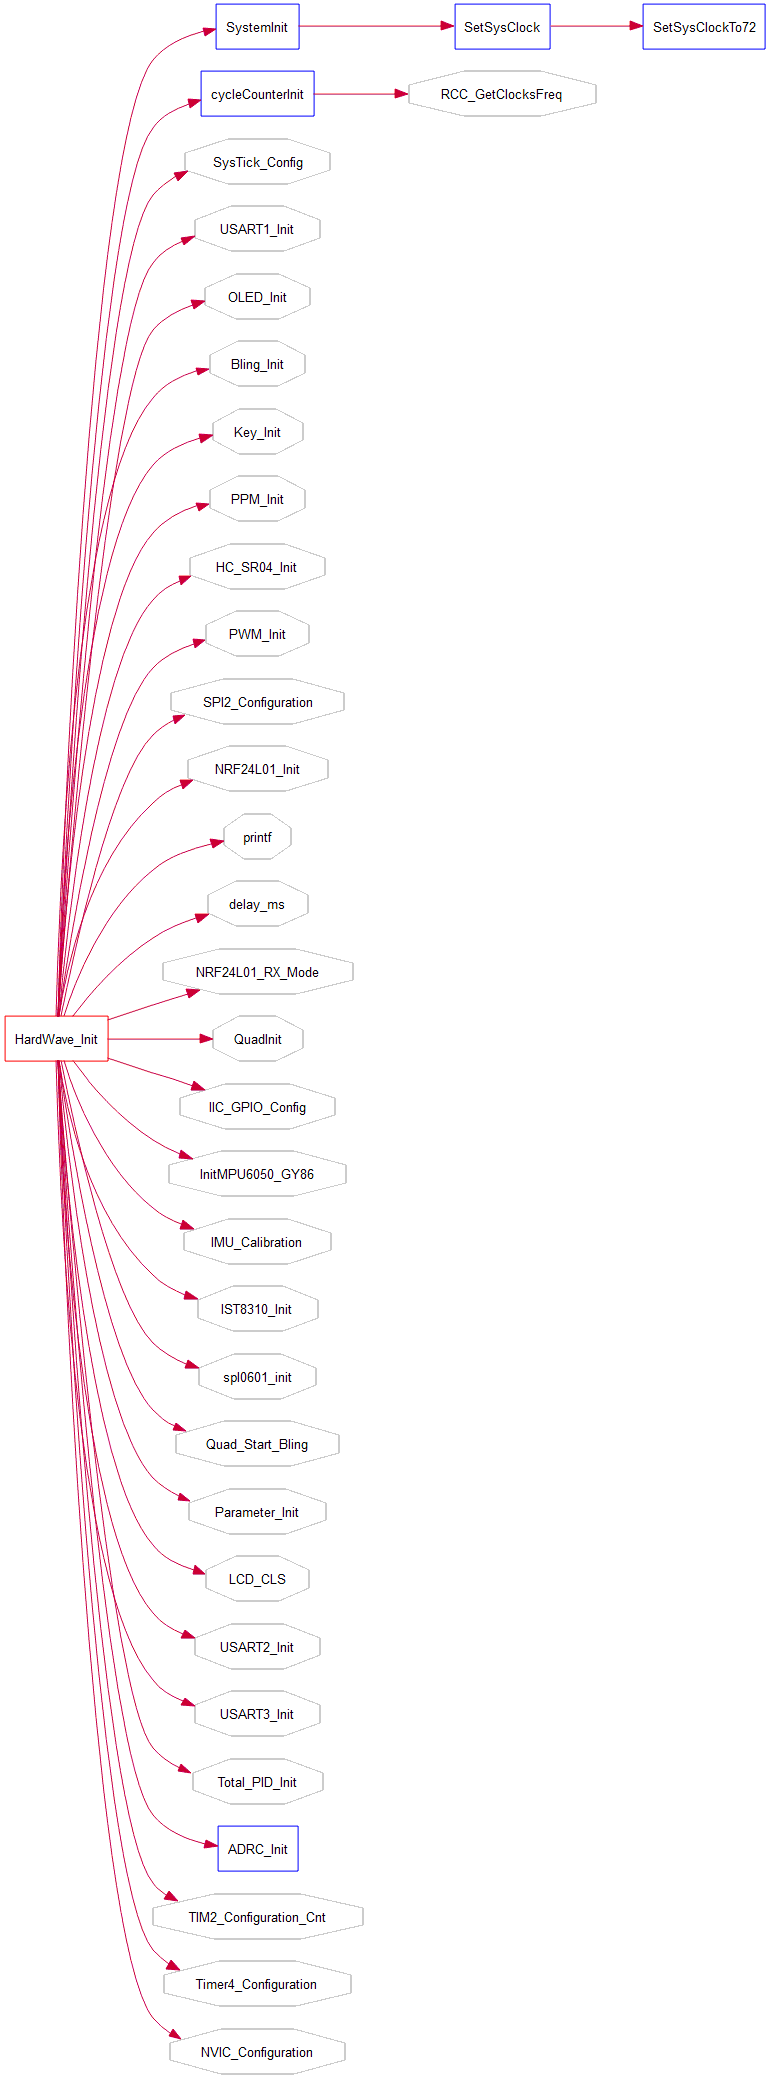 SystemInit
SetSysClock
SetSysClockTo72
cycleCounterInit
RCC_GetClocksFreq
SysTick_Config
USART1_Init
OLED_Init
Bling_Init
Key_Init
PPM_Init
HC_SR04_Init
PWM_Init
SPI2_Configuration
NRF24L01_Init
printf
delay_ms
NRF24L01_RX_Mode
HardWave_Init
QuadInit
IIC_GPIO_Config
InitMPU6050_GY86
IMU_Calibration
IST8310_Init
spl0601_init
Quad_Start_Bling
Parameter_Init
LCD_CLS
USART2_Init
USART3_Init
Total_PID_Init
ADRC_Init
TIM2_Configuration_Cnt
Timer4_Configuration
NVIC_Configuration